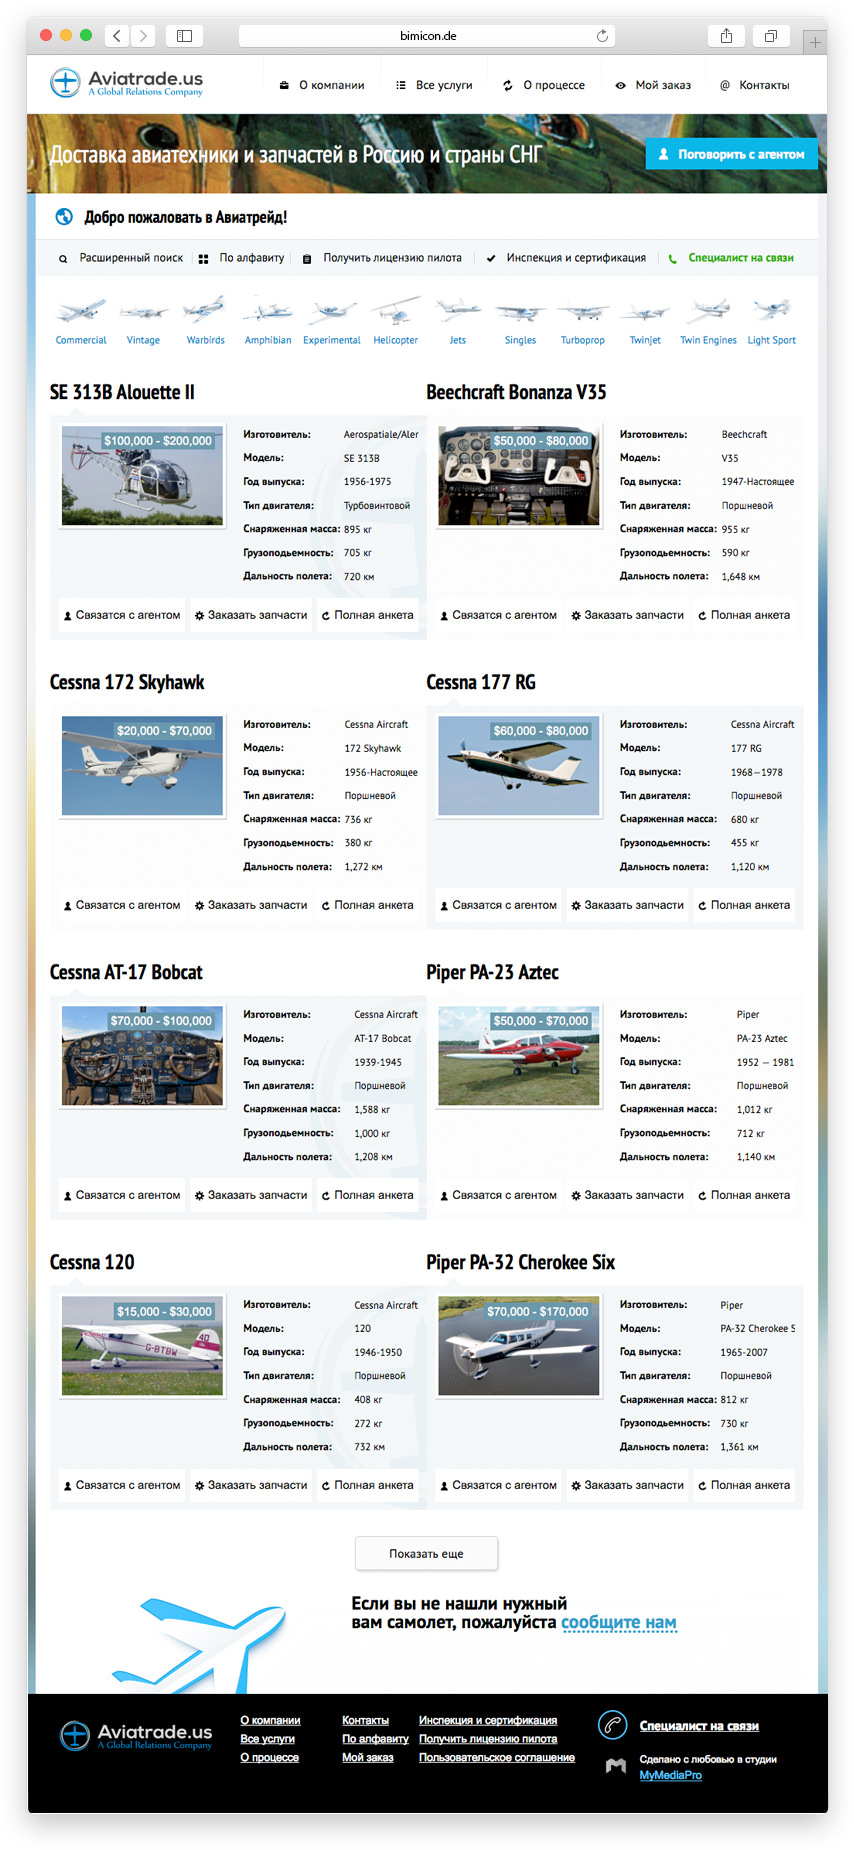 bimicon.de
Aviatrade.us
A Global Relations Company
О компании
Все услуги
О процессе
Мой заказ
Контакты
Доставка авиатехники и запчастей в Россию и страны СНГ
Поговорить с агентом
Добро пожаловать в Авиатрейд!
Расширенный поиск
По алфавиту
Получить лицензию пилота
Инспекция и сертификация
Специалист на связи
Commercial
Vintage
Warbirds
Amphibian
Experimental
Helicopter
Jets
Singles
Turboprop
Twinjet
Twin Engines
Light Sport
SE 313B Alouette II
$100,000 - $200,000
Изготовитель: Aerospatiale/Aler
Модель: SE 313B
Год выпуска: 1956-1975
Тип двигателя: Турбовинтовой
Снаряженная масса: 895 кг
Грузоподьемность: 705 кг
Дальность полета: 720 км
Связатся с агентом
Заказать запчасти
Полная анкета
Beechcraft Bonanza V35
$50,000 - $80,000
Изготовитель: Beechcraft
Модель: V35
Год выпуска: 1947-Настоящее
Тип двигателя: Поршневой
Снаряженная масса: 955 кг
Грузоподьемность: 590 кг
Дальность полета: 1,648 км
Связатся с агентом
Заказать запчасти
Полная анкета
Cessna 172 Skyhawk
$20,000 - $70,000
Изготовитель: Cessna Aircraft
Модель: 172 Skyhawk
Год выпуска: 1956-Настоящее
Тип двигателя: Поршневой
Снаряженная масса: 736 кг
Грузоподьемность: 380 кг
Дальность полета: 1,272 км
Связатся с агентом
Заказать запчасти
Полная анкета
Cessna 177 RG
$60,000 - $80,000
Изготовитель: Cessna Aircraft
Модель: 177 RG
Год выпуска: 1968—1978
Тип двигателя: Поршневой
Снаряженная масса: 680 кг
Грузоподьемность: 455 кг
Дальность полета: 1,120 км
Связатся с агентом
Заказать запчасти
Полная анкета
Cessna AT-17 Bobcat
$70,000 - $100,000
Изготовитель: Cessna Aircraft
Модель: AT-17 Bobcat
Год выпуска: 1939-1945
Тип двигателя: Поршневой
Снаряженная масса: 1,588 кг
Грузоподьемность: 1,000 кг
Дальность полета: 1,208 км
Связатся с агентом
Заказать запчасти
Полная анкета
Piper PA-23 Aztec
$50,000 - $70,000
Изготовитель: Piper
Модель: PA-23 Aztec
Год выпуска: 1952 — 1981
Тип двигателя: Поршневой
Снаряженная масса: 1,012 кг
Грузоподьемность: 712 кг
Дальность полета: 1,140 км
Связатся с агентом
Заказать запчасти
Полная анкета
Cessna 120
$15,000 - $30,000
40
G-BTBW
Изготовитель: Cessna Aircraft
Модель: 120
Год выпуска: 1946-1950
Тип двигателя: Поршневой
Снаряженная масса: 408 кг
Грузоподьемность: 272 кг
Дальность полета: 732 км
Связатся с агентом
Заказать запчасти
Полная анкета
Piper PA-32 Cherokee Six
$70,000 - $170,000
Изготовитель: Piper
Модель: PA-32 Cherokee S
Год выпуска: 1965-2007
Тип двигателя: Поршневой
Снаряженная масса: 812 кг
Грузоподьемность: 730 кг
Дальность полета: 1,361 км
Связатся с агентом
Заказать запчасти
Полная анкета
Показать еще
Если вы не нашли нужный
вам самолет, пожалуйста сообщите нам
Aviatrade.us
A Global Relations Company
О компании
Все услуги
О процессе
Контакты
По алфавиту
Мой заказ
Инспекция и сертификация
Получить лицензию пилота
Пользовательское соглашение
Специалист на связи
Сделано с любовью в студии
MyMediaPro